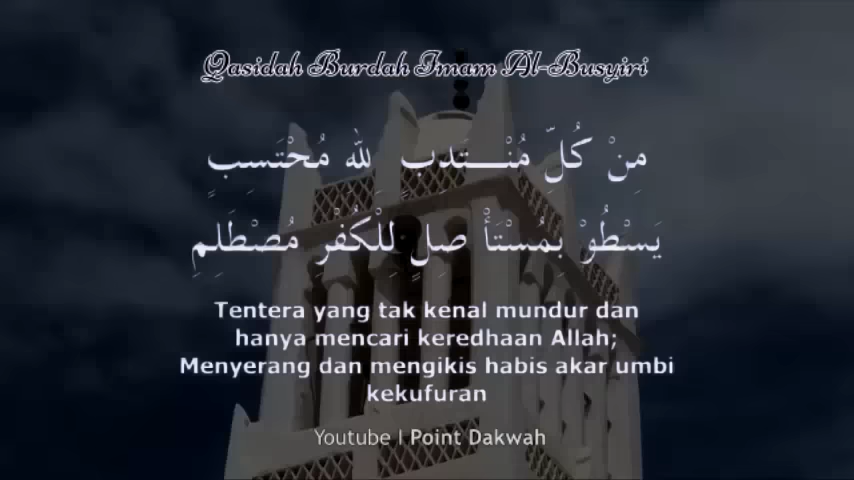 Qasidah Burdah Imam Al-Busyiri
مِنْ كُلِّ مُنْـــتَدِبٍ لِلهِ مُحْتَسِبٍ
يَسْطُوْ بِمُسْتَأْ صِلٍ لِلْكُفْرِ مُصْطَلِمِ
Tentera yang tak kenal mundur dan
hanya mencari keredhaan Allah;
Menyerang dan mengikis habis akar umbi
kekufuran
Youtube | Point Dakwah